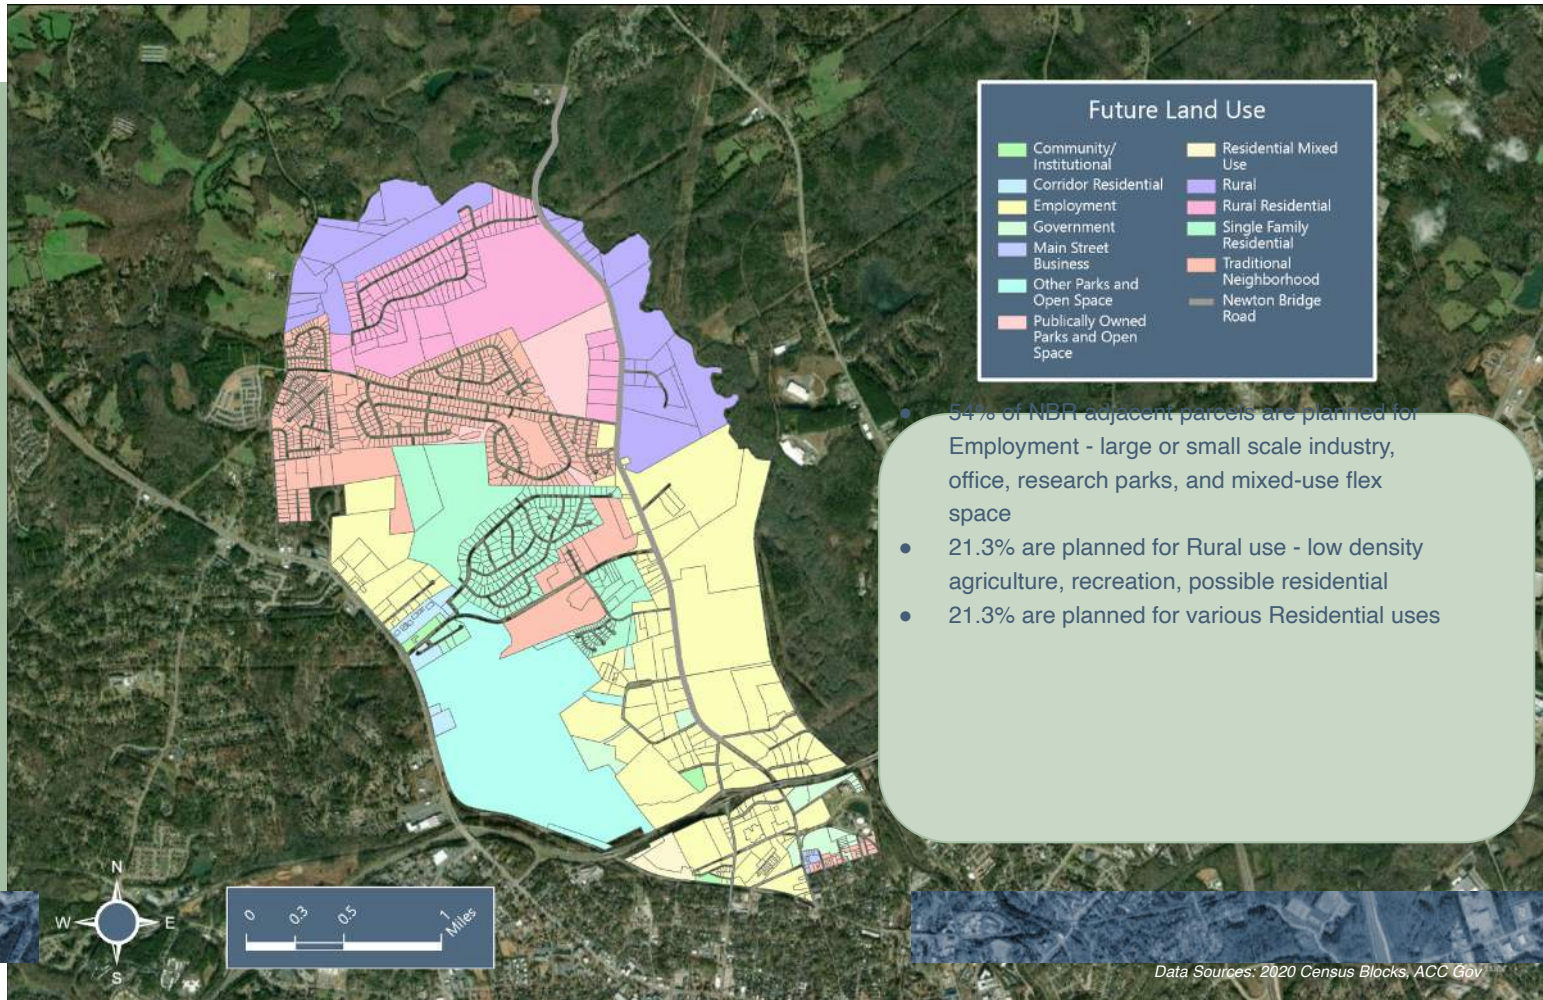 Future Land Use
Community/
Institutional
Corridor Residential
Employment
Government
Main Street
Business
Other Parks and
Open Space
Publically Owned
Parks and Open
Space
Residential Mixed
Use
Rural
Rural Residential
Single Family
Residential
Traditional
Neighborhood
Newton Bridge
Road
● 54% of NBR adjacent parcels are planned for
Employment - large or small scale industry,
office, research parks, and mixed-use flex
space
● 21.3% are planned for Rural use - low density
agriculture, recreation, possible residential
● 21.3% are planned for various Residential uses
N
W E
S
0 0.3 0.5 1
Miles
Data Sources: 2020 Census Blocks, ACC Gov